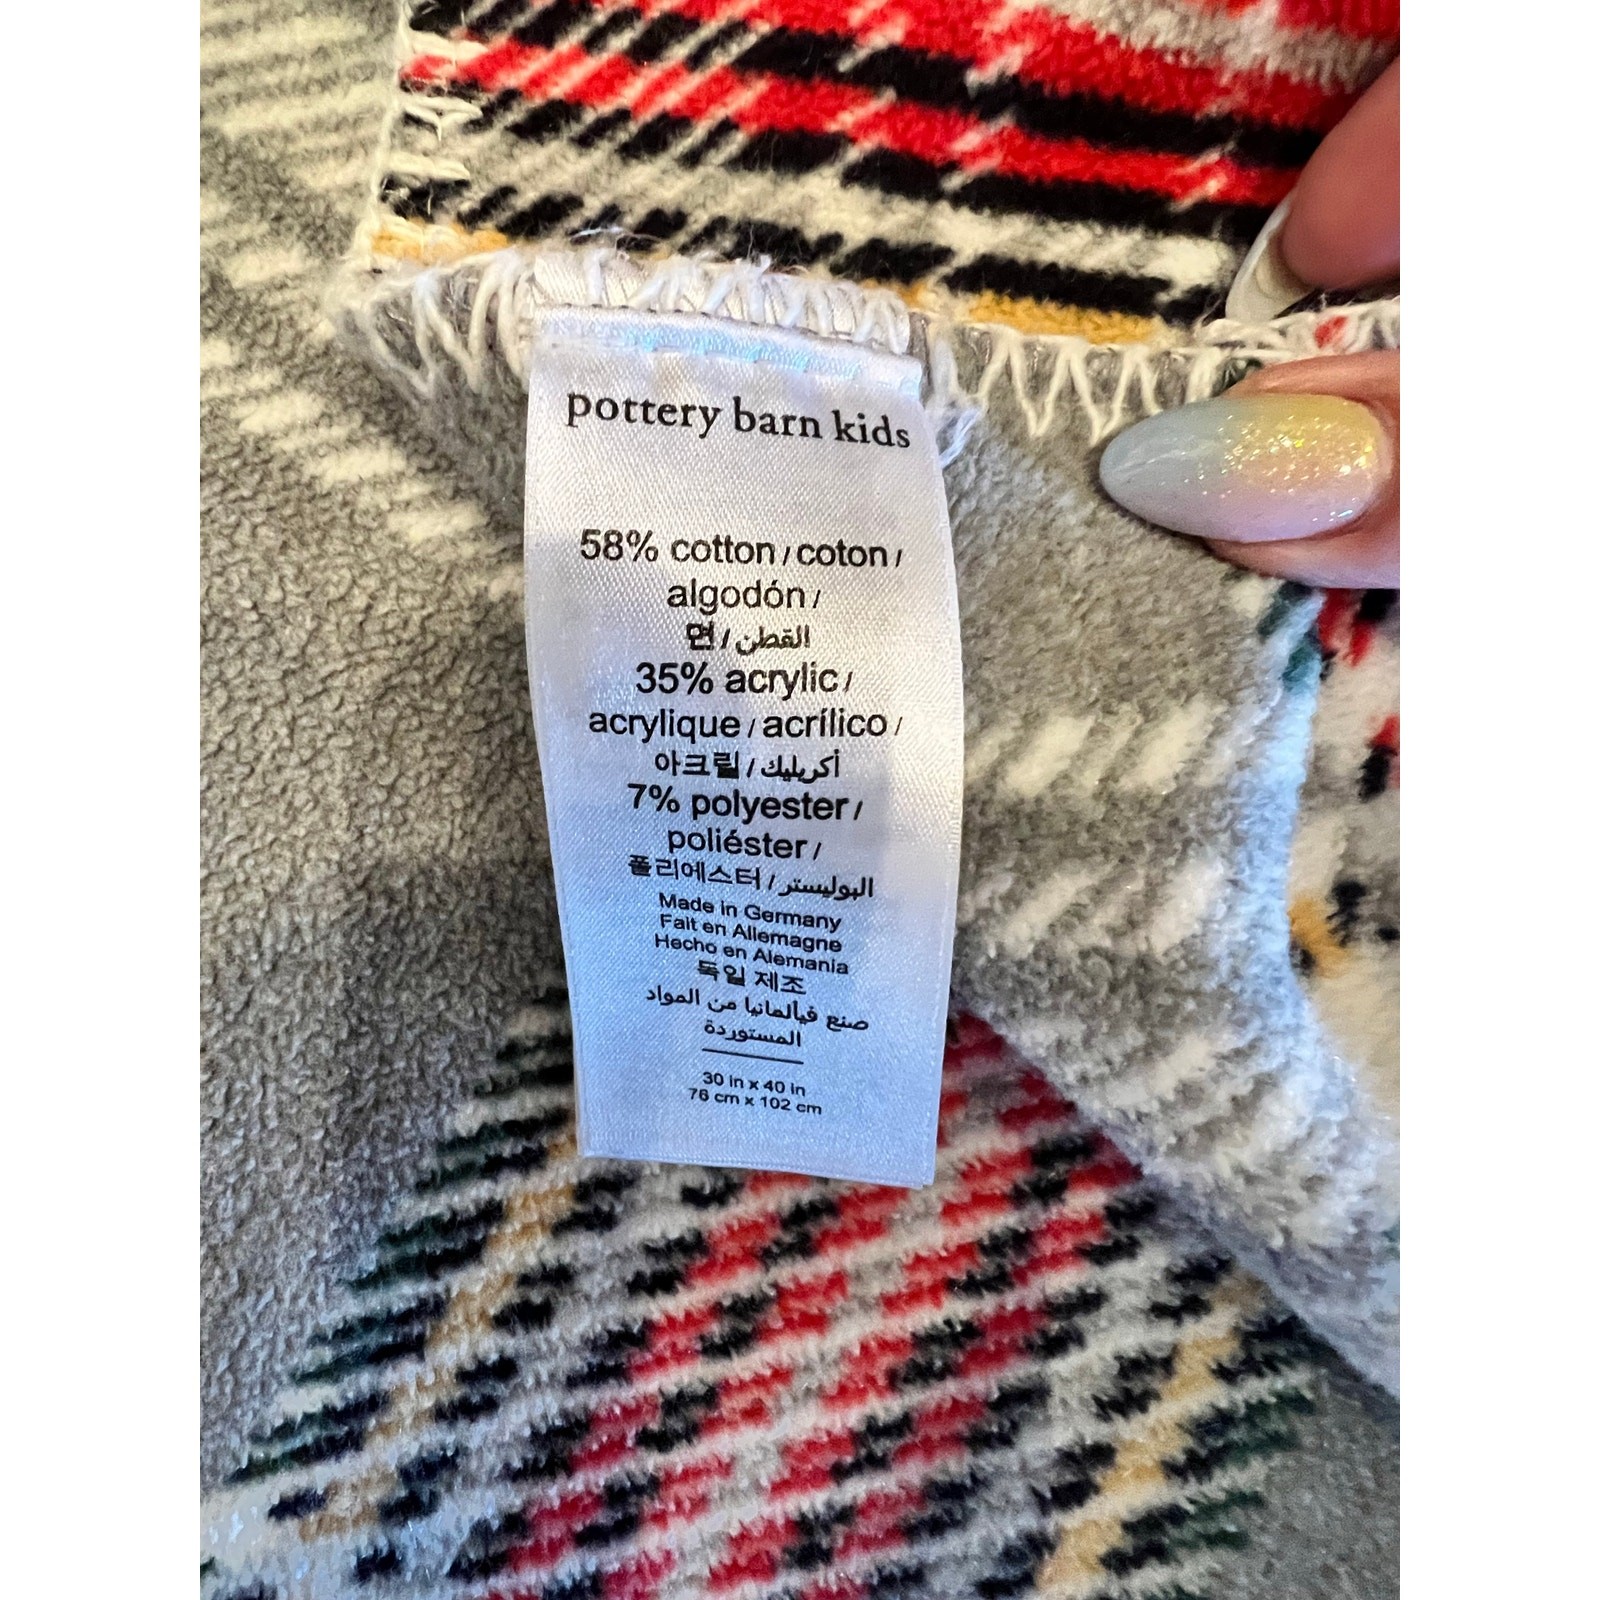 pottery barn kids
58% cotton / coton /
algodón /
면 / القطن
35% acrylic /
acrylique / acrílico /
아크릴 / أكريليك
7% polyester /
poliéster /
폴리에스터 / البوليستر
Made in Germany
Fait en Allemagne
Hecho en Alemania
독일 제조
صنع فيألمانيا من المواد
المستوردة
30 in x 40 in
76 cm x 102 cm